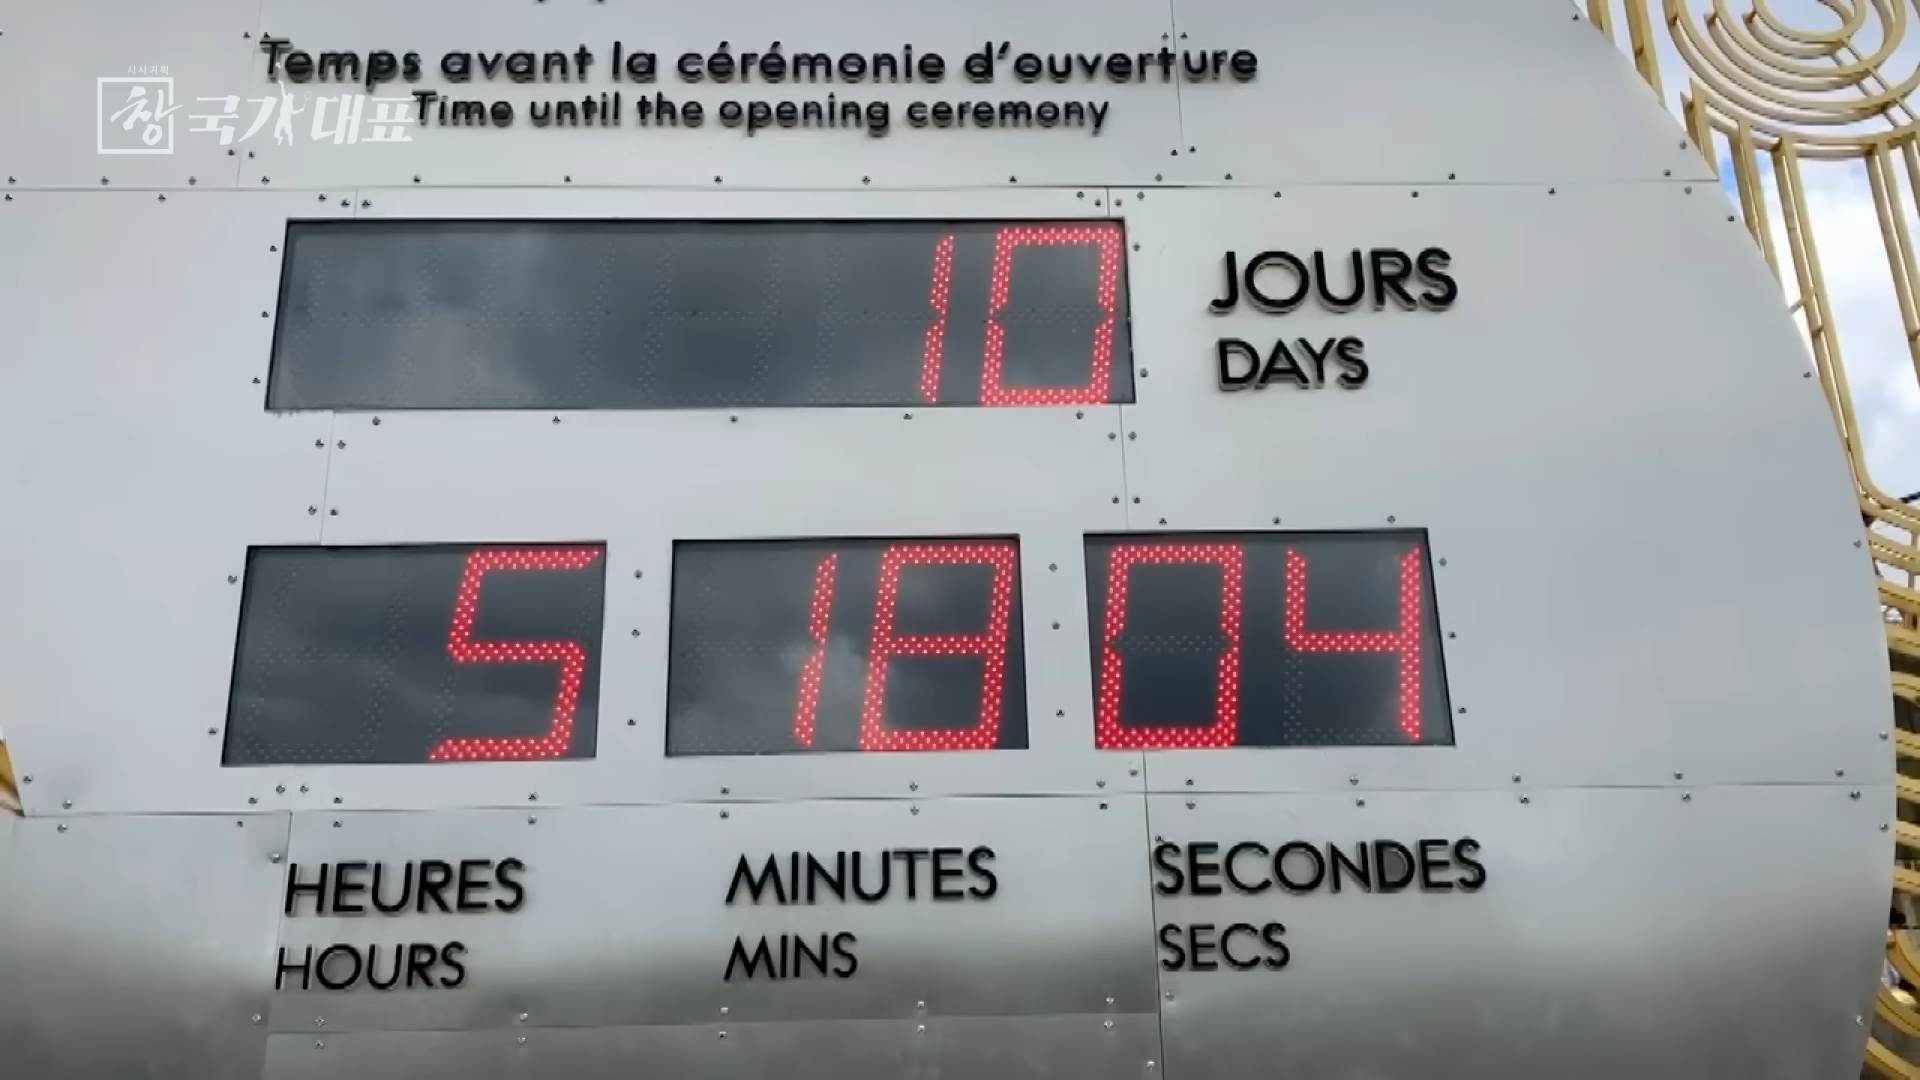 Temps avant la cérémonie d'ouverture
Time until the opening ceremony
시사기획
창 국가대표
10
JOURS
DAYS
5 18 04
HEURES MINUTES SECONDES
HOURS MINS SECS